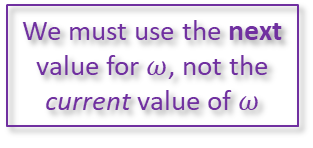 We must use the next
value for ω, not the
current value of ω